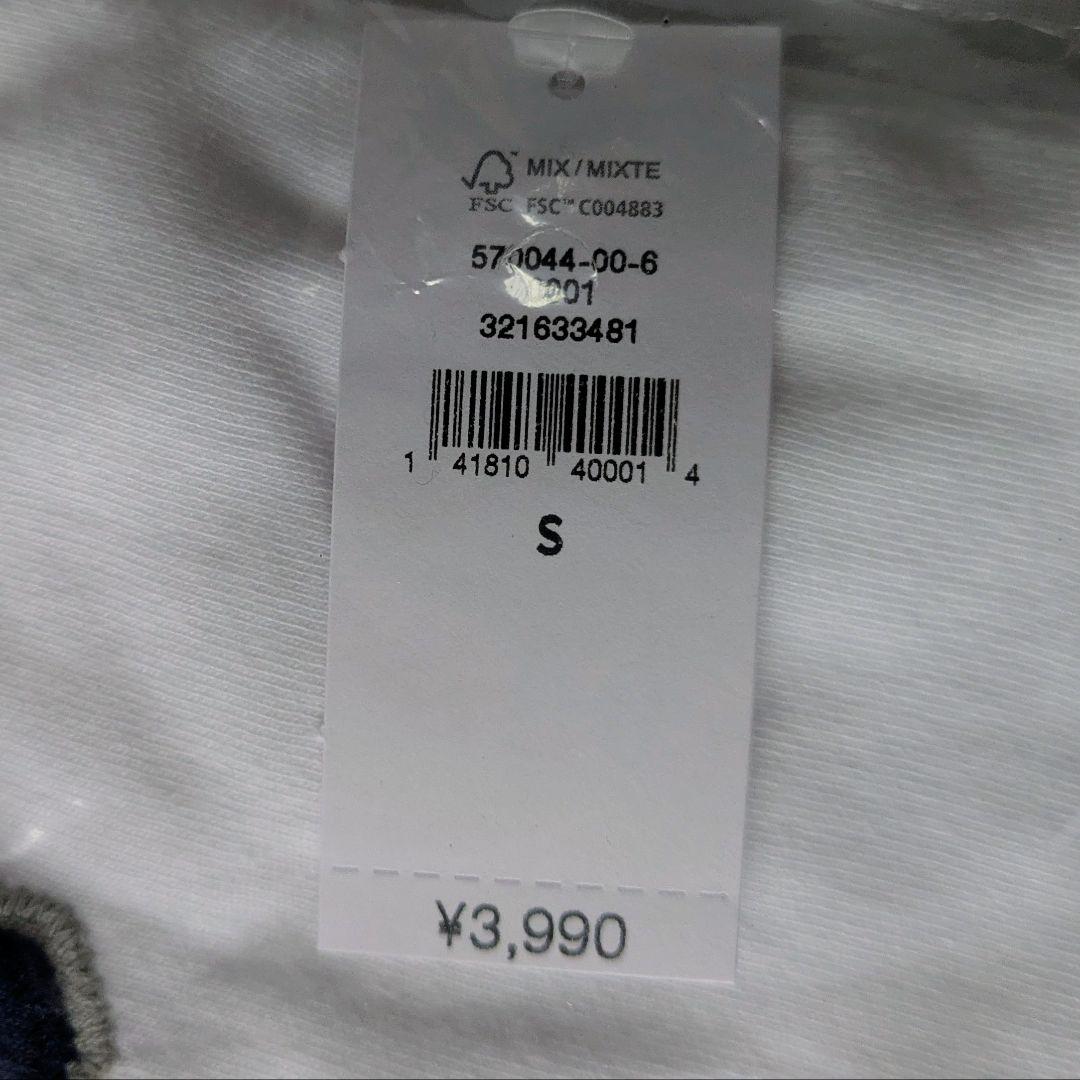 MIX/MIXTE
FSC FSC™ C004883
570044-00-6
321633481
1 41810 40001 4
S
¥3,990